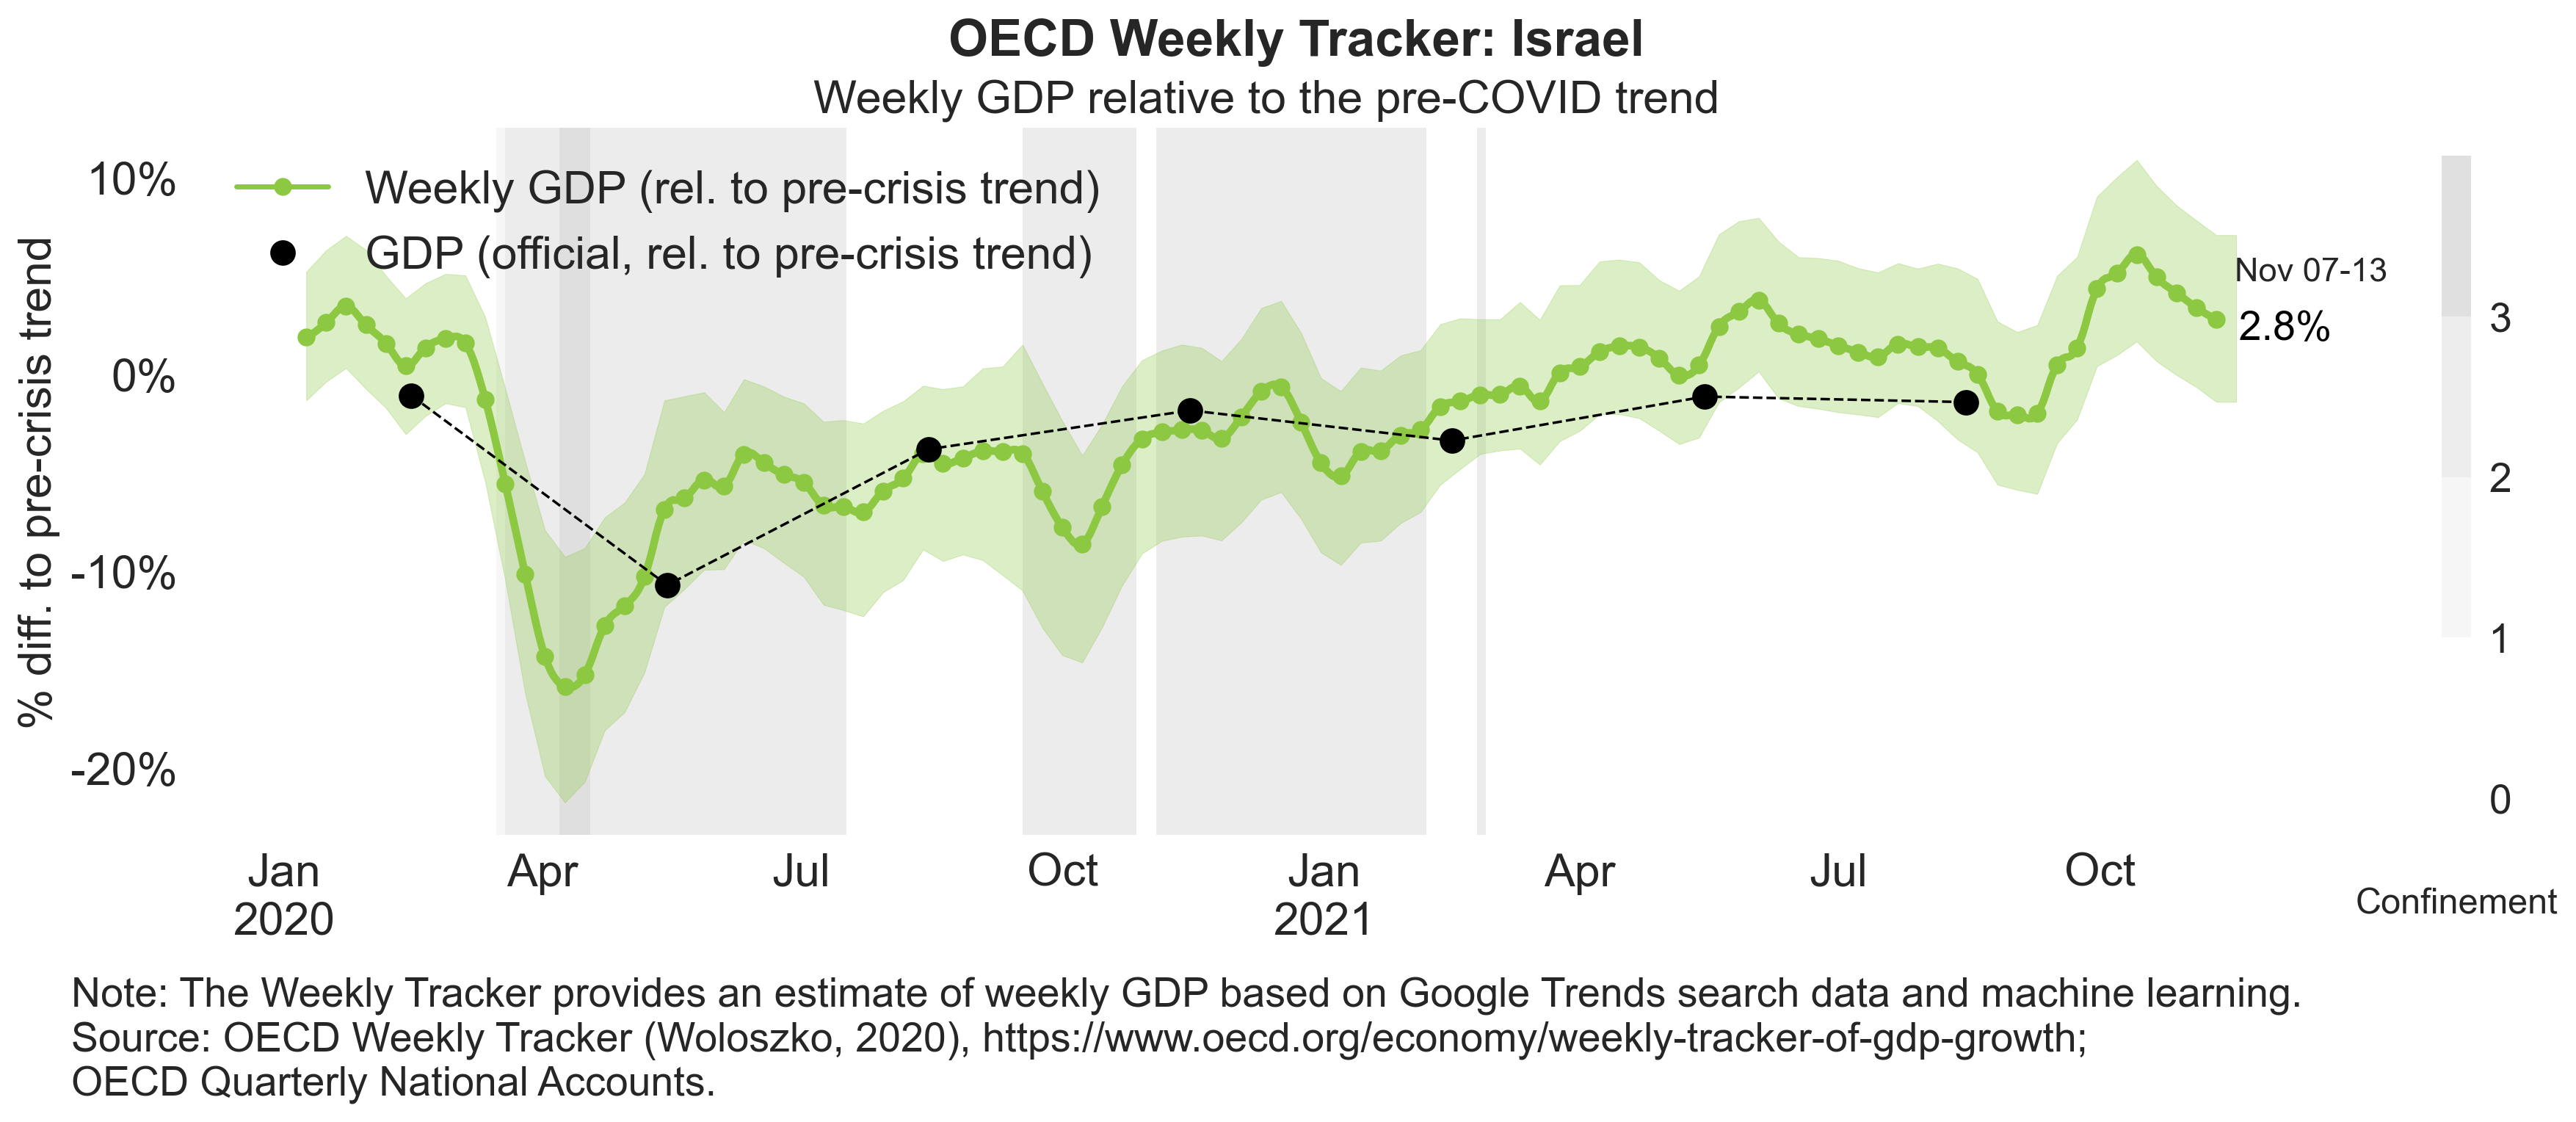 OECD Weekly Tracker: Israel
Weekly GDP relative to the pre-COVID trend
% diff. to pre-crisis trend
10%
0%
-10%
-20%
Weekly GDP (rel. to pre-crisis trend)
GDP (official, rel. to pre-crisis trend)
Nov 07-13
2.8%
3
2
1
0
Confinement
Jan Apr Jul Oct Jan Apr Jul Oct
2020 2021
Note: The Weekly Tracker provides an estimate of weekly GDP based on Google Trends search data and machine learning.
Source: OECD Weekly Tracker (Woloszko, 2020), https://www.oecd.org/economy/weekly-tracker-of-gdp-growth;
OECD Quarterly National Accounts.